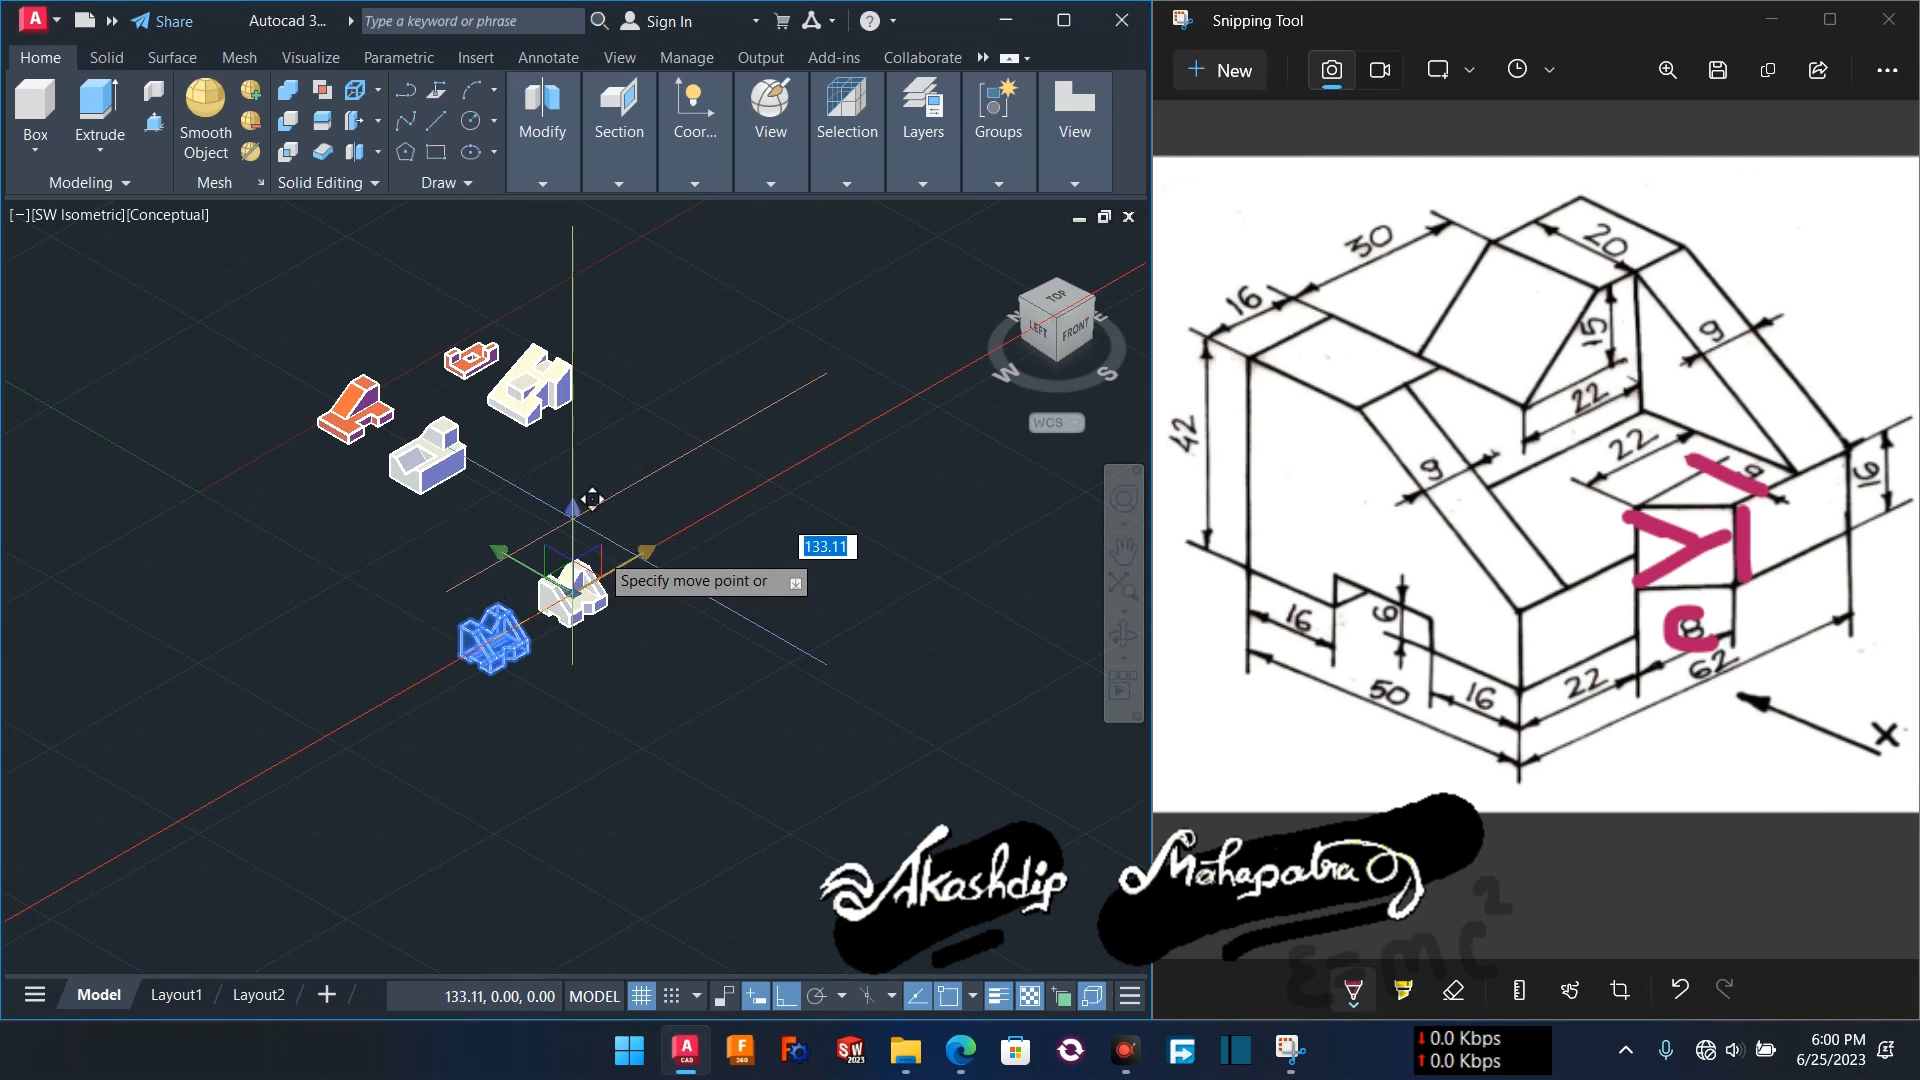 Share
Autocad 3...
Type a keyword or phrase
Sign In
Home Solid Surface Mesh Visualize Parametric Insert Annotate View Manage Output Add-ins Collaborate
Box
Extrude
Smooth
Object
Modify
Section
Coor...
View
Selection
Layers
Groups
View
Modeling
Mesh
Solid Editing
Draw
[−][SW Isometric][Conceptual]
TOP
LEFT
FRONT
N
E
W
S
WCS
133.11
Specify move point or
Model
Layout1
Layout2
133.11, 0.00, 0.00
MODEL
Snipping Tool
New
30
20
16
15
9
22
42
22
9
16
16
6
50
16
22
62
X
Akashdip Mahapatra
E=mc²
0.0 Kbps
0.0 Kbps
6:00 PM
6/25/2023